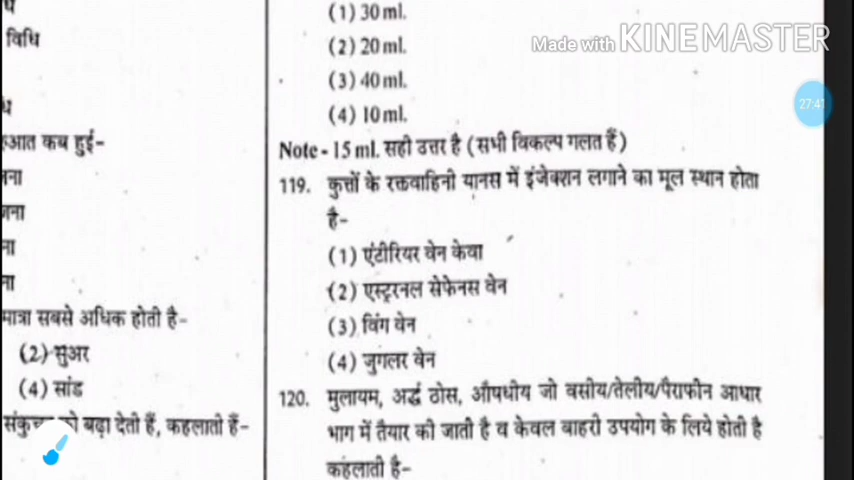 विधि
(1) 30 ml.
(2) 20 ml.
Made with KINEMASTER
(3) 40 ml.
27:41
(4) 10 ml.
कब हुई-
Note - 15 ml. सही उत्तर है (सभी विकल्प गलत हैं)
119. कुत्तों के रक्तवाहिनी यानस में इंजेक्शन लगाने का मूल स्थान होता
है-
(1) एंटीरियर वेन केवा
(2) एस्ट्रनल सेफेनस वेन
(3) विंग वेन
(4) जुगलर वेन
मात्रा सबसे अधिक होती है-
(2) सुअर
(4) सांड
को बढ़ा देती हैं, कहलाती हैं-
120. मुलायम, अर्द्ध ठोस, औषधीय जो वसीय/तेलीय/पैराफीन आधार
भाग में तैयार की जाती है व केवल बाहरी उपयोग के लिये होती है
कहलाती है-